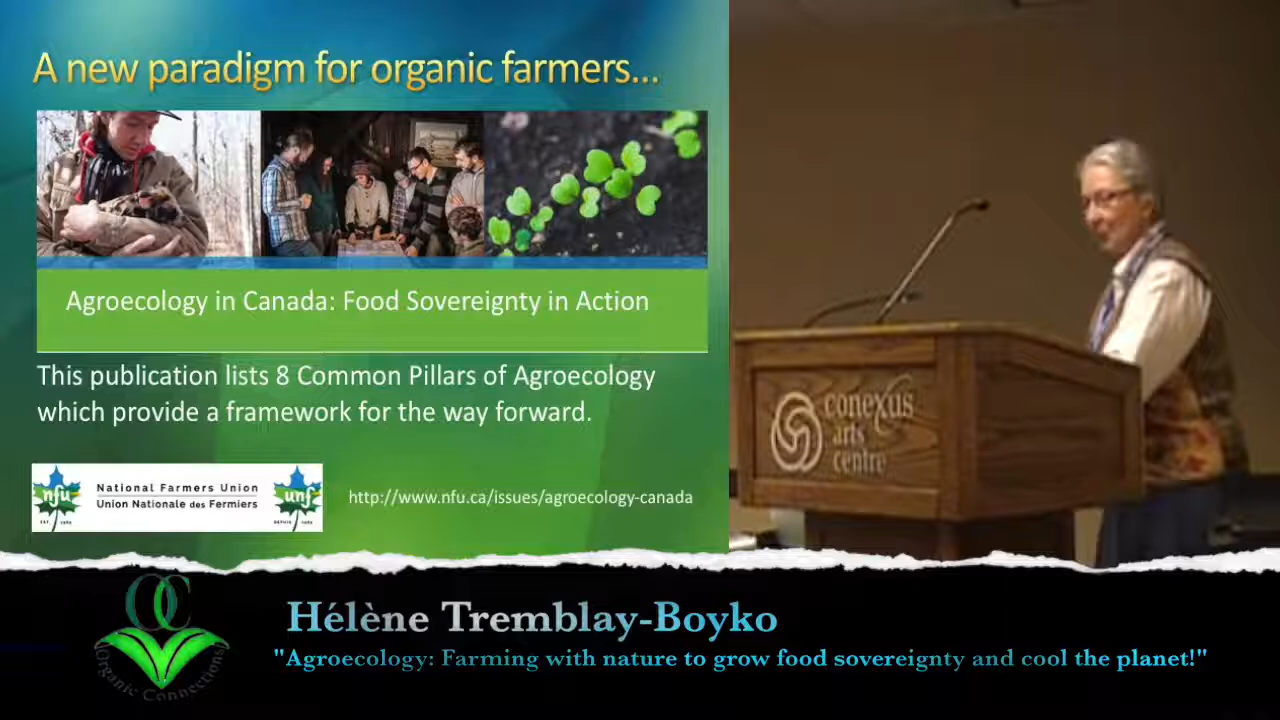 A new paradigm for organic farmers...
Agroecology in Canada: Food Sovereignty in Action
This publication lists 8 Common Pillars of Agroecology
which provide a framework for the way forward.
nfu
National Farmers Union
Union Nationale des Fermiers
unf
http://www.nfu.ca/issues/agroecology-canada
conexus
arts
centre
OC
Organic Connections
Hélène Tremblay-Boyko
"Agroecology: Farming with nature to grow food sovereignty and cool the planet!"